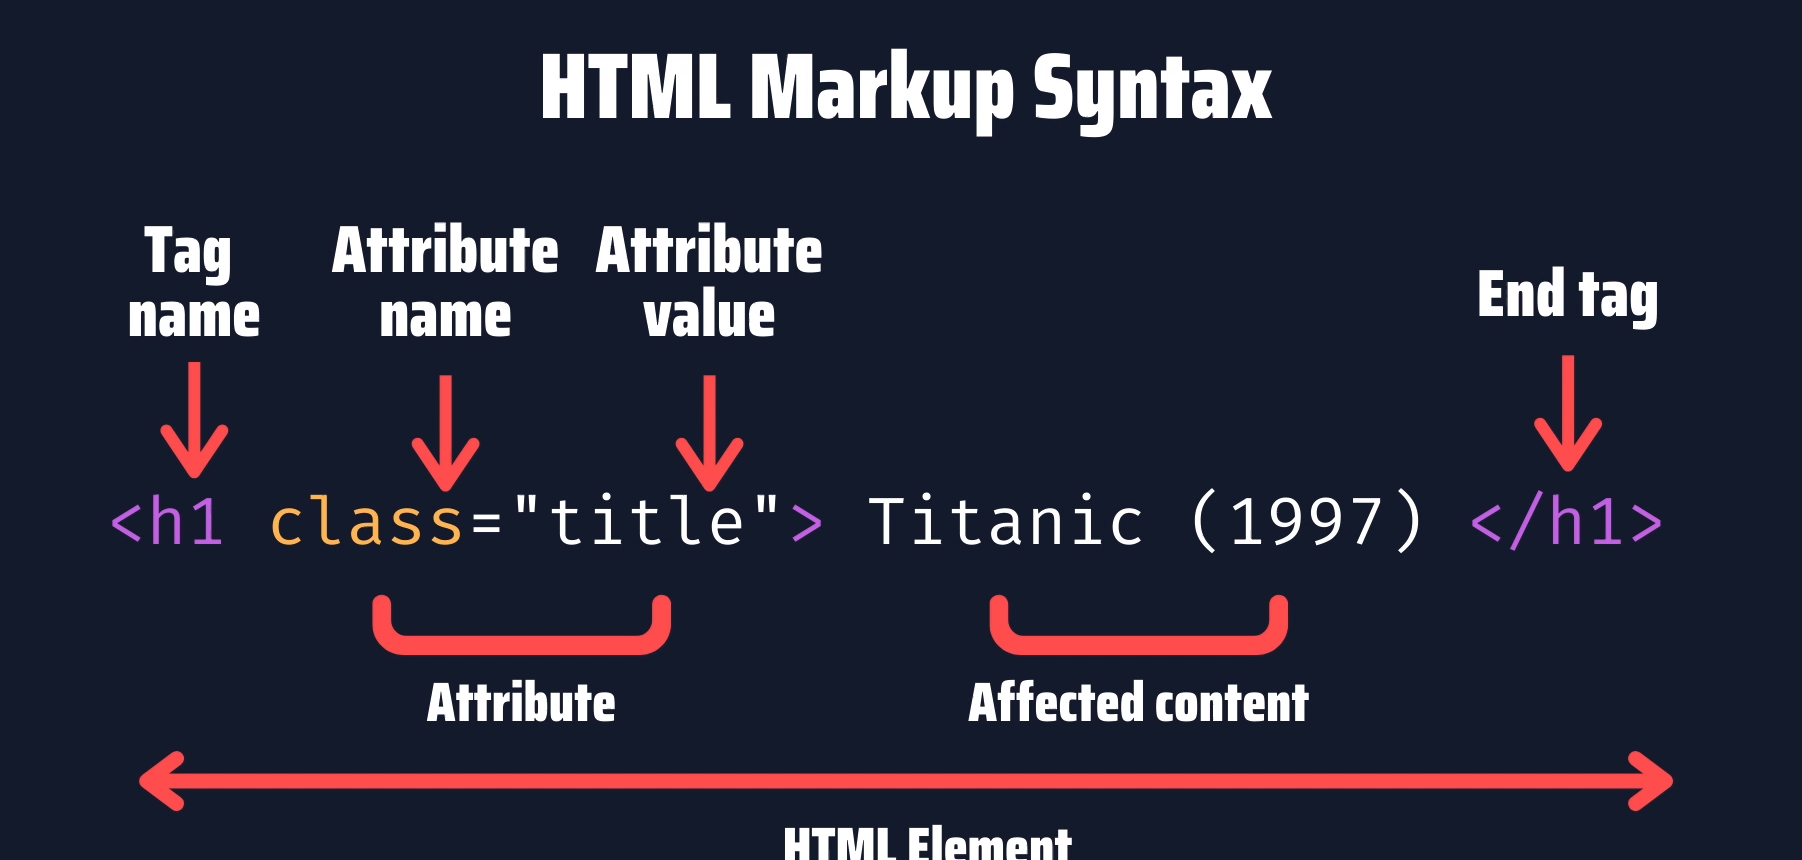 HTML Markup Syntax
Tag name
Attribute name
Attribute value
End tag
<h1 class="title"> Titanic (1997) </h1>
Attribute
Affected content
HTML Element